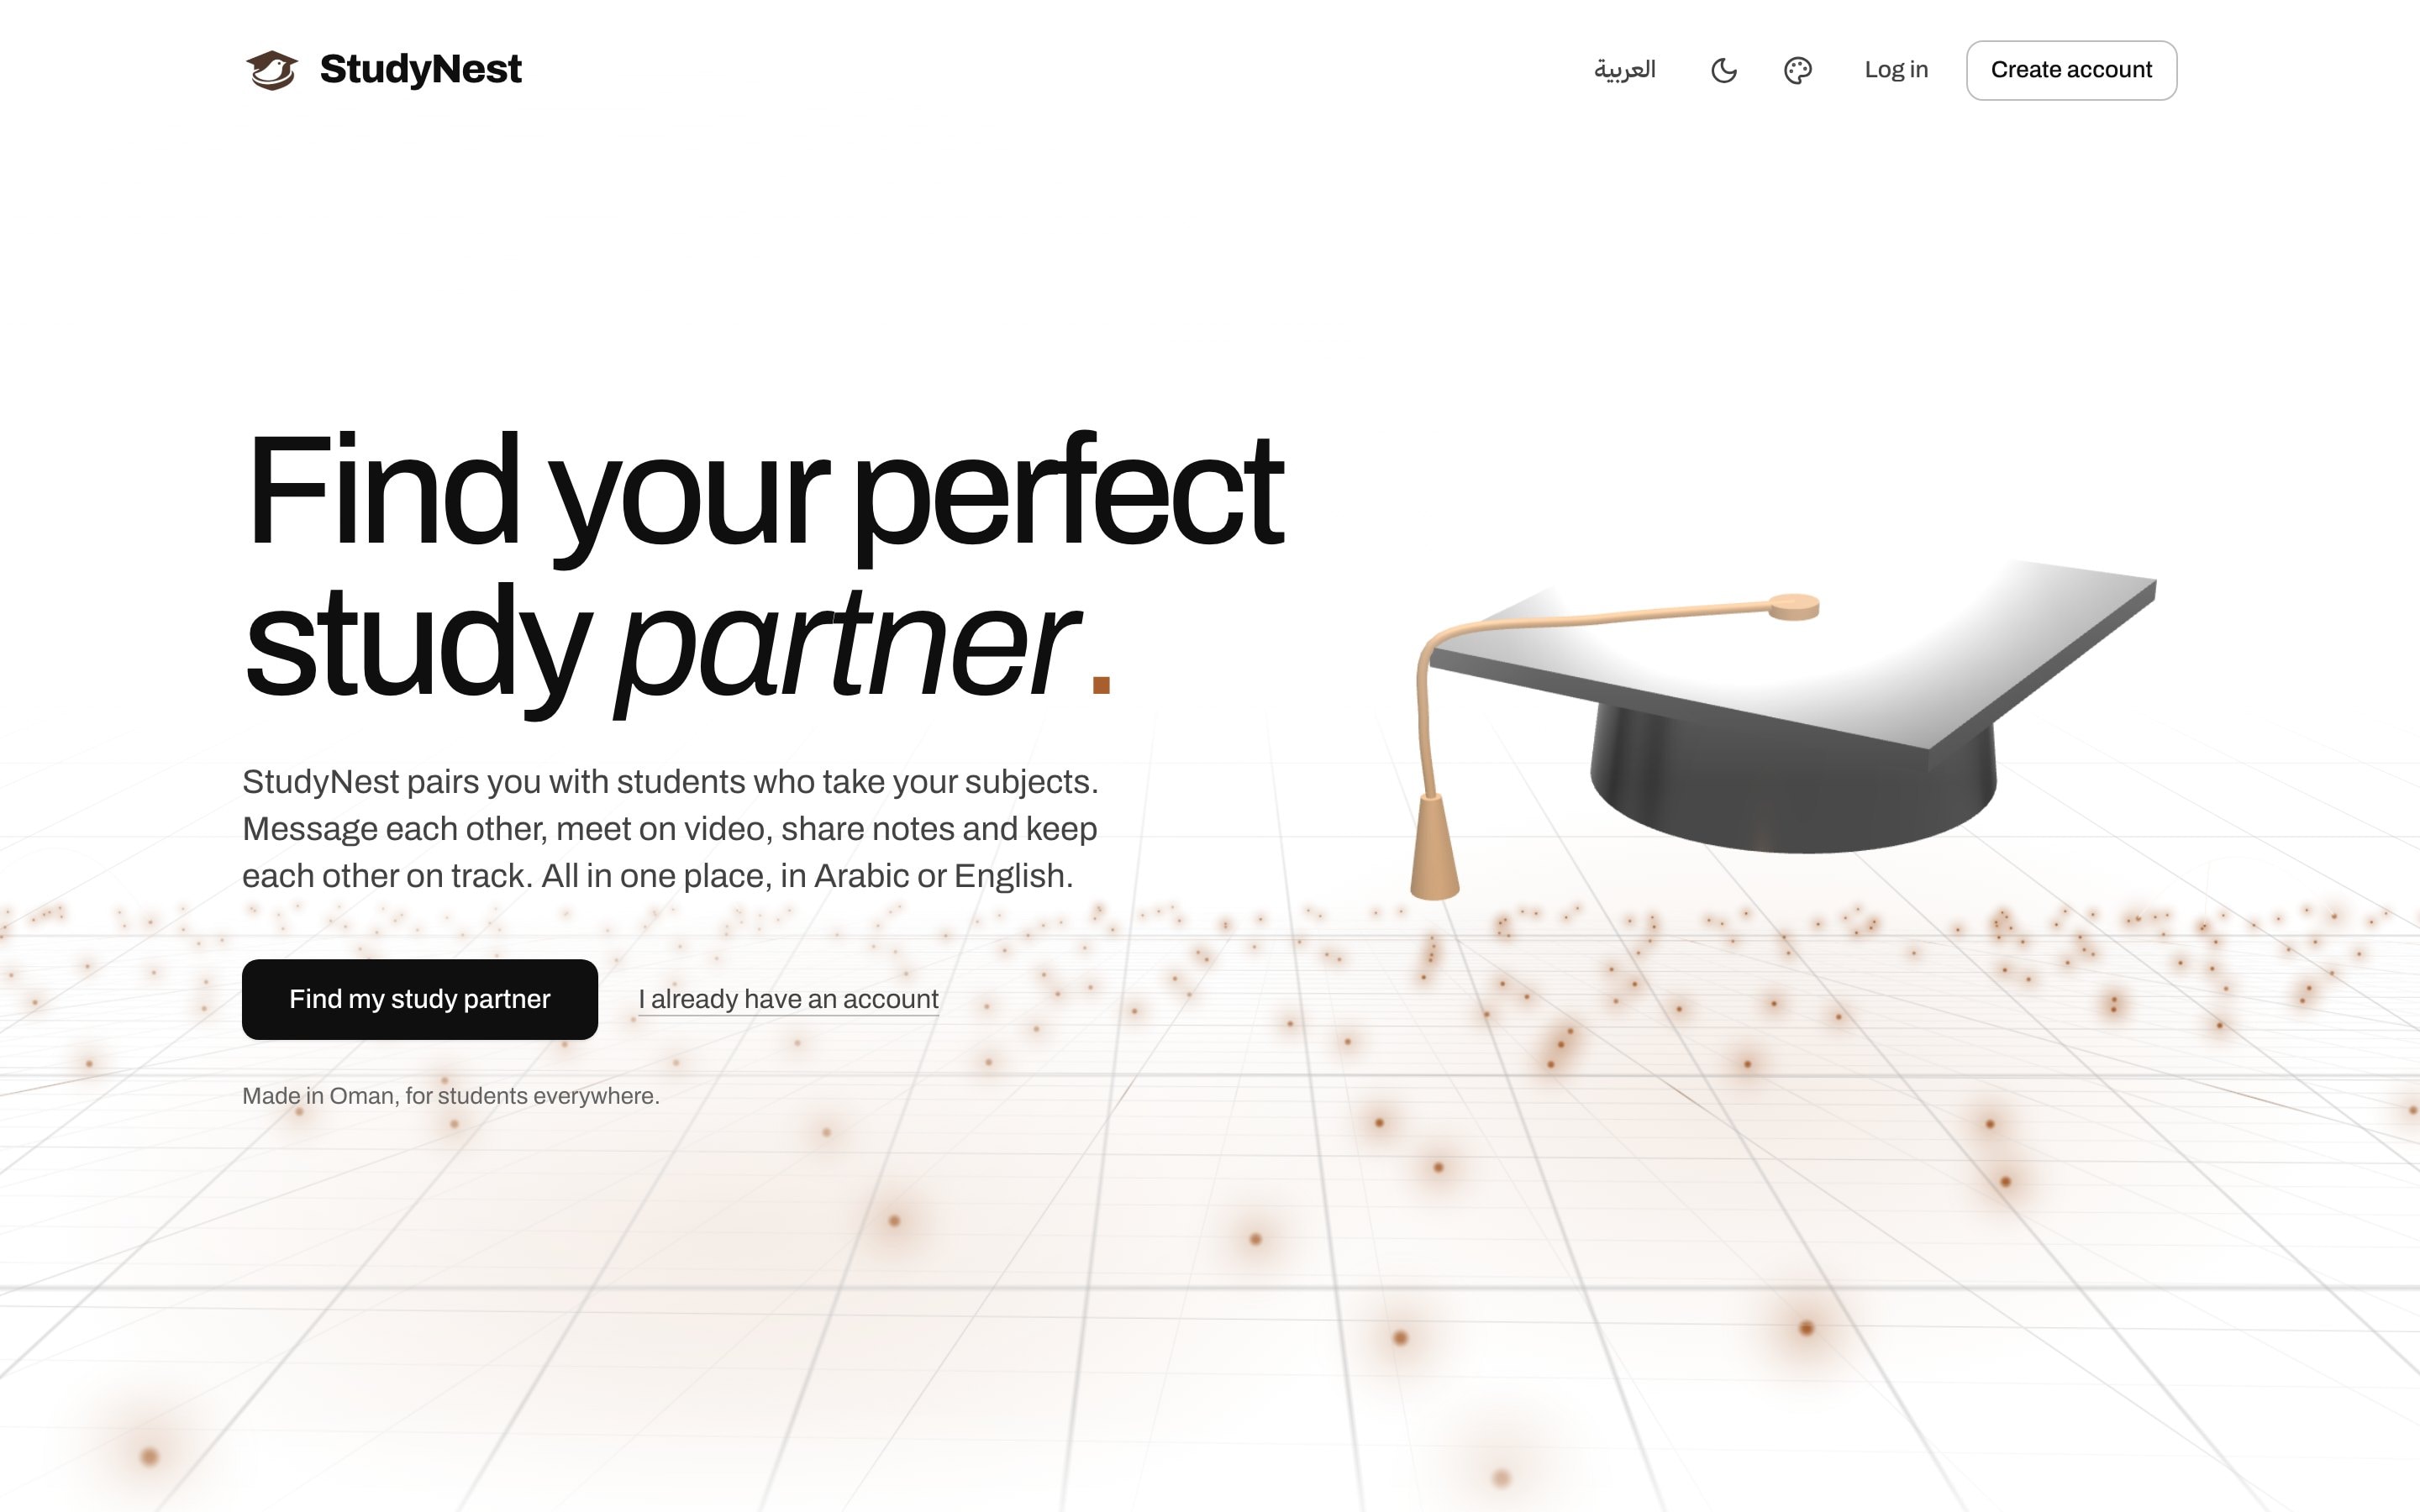 StudyNest
العربية
Log in
Create account
Find your perfect
study partner.
StudyNest pairs you with students who take your subjects.
Message each other, meet on video, share notes and keep
each other on track. All in one place, in Arabic or English.
Find my study partner
I already have an account
Made in Oman, for students everywhere.